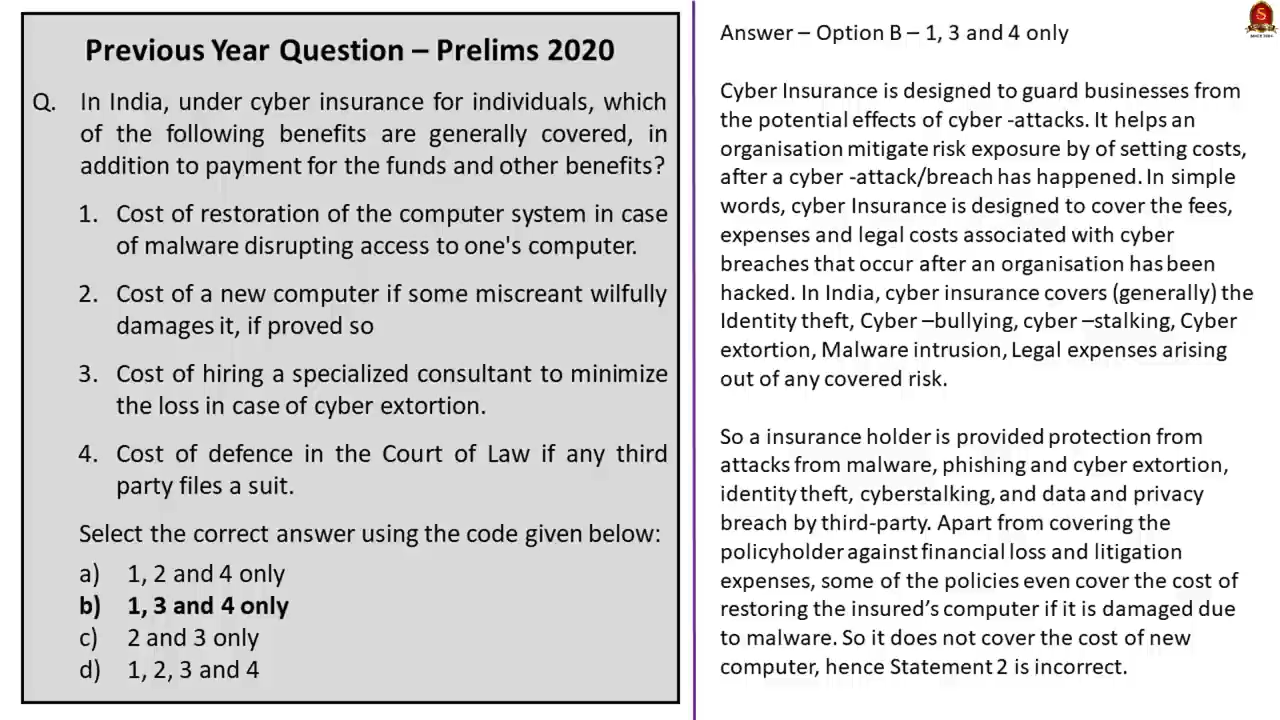 Previous Year Question – Prelims 2020
Q. In India, under cyber insurance for individuals, which
of the following benefits are generally covered, in
addition to payment for the funds and other benefits?
1. Cost of restoration of the computer system in case
of malware disrupting access to one's computer.
2. Cost of a new computer if some miscreant wilfully
damages it, if proved so
3. Cost of hiring a specialized consultant to minimize
the loss in case of cyber extortion.
4. Cost of defence in the Court of Law if any third
party files a suit.
Select the correct answer using the code given below:
a) 1, 2 and 4 only
b) 1, 3 and 4 only
c) 2 and 3 only
d) 1, 2, 3 and 4
Answer – Option B – 1, 3 and 4 only
Cyber Insurance is designed to guard businesses from
the potential effects of cyber -attacks. It helps an
organisation mitigate risk exposure by of setting costs,
after a cyber -attack/breach has happened. In simple
words, cyber Insurance is designed to cover the fees,
expenses and legal costs associated with cyber
breaches that occur after an organisation has been
hacked. In India, cyber insurance covers (generally) the
Identity theft, Cyber –bullying, cyber –stalking, Cyber
extortion, Malware intrusion, Legal expenses arising
out of any covered risk.
So a insurance holder is provided protection from
attacks from malware, phishing and cyber extortion,
identity theft, cyberstalking, and data and privacy
breach by third-party. Apart from covering the
policyholder against financial loss and litigation
expenses, some of the policies even cover the cost of
restoring the insured’s computer if it is damaged due
to malware. So it does not cover the cost of new
computer, hence Statement 2 is incorrect.